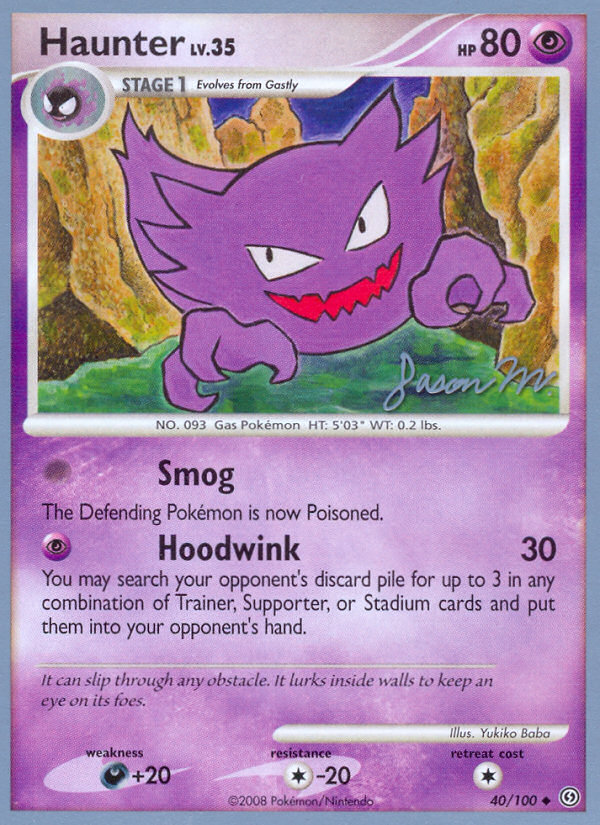 Haunter LV.35 HP 80
STAGE 1 Evolves from Gastly
Jason M.
NO. 093 Gas Pokémon HT: 5'03" WT: 0.2 lbs.
Smog
The Defending Pokémon is now Poisoned.
Hoodwink 30
You may search your opponent's discard pile for up to 3 in any
combination of Trainer, Supporter, or Stadium cards and put
them into your opponent's hand.
It can slip through any obstacle. It lurks inside walls to keep an
eye on its foes.
Illus. Yukiko Baba
weakness resistance retreat cost
+20 -20
©2008 Pokémon/Nintendo 40/100